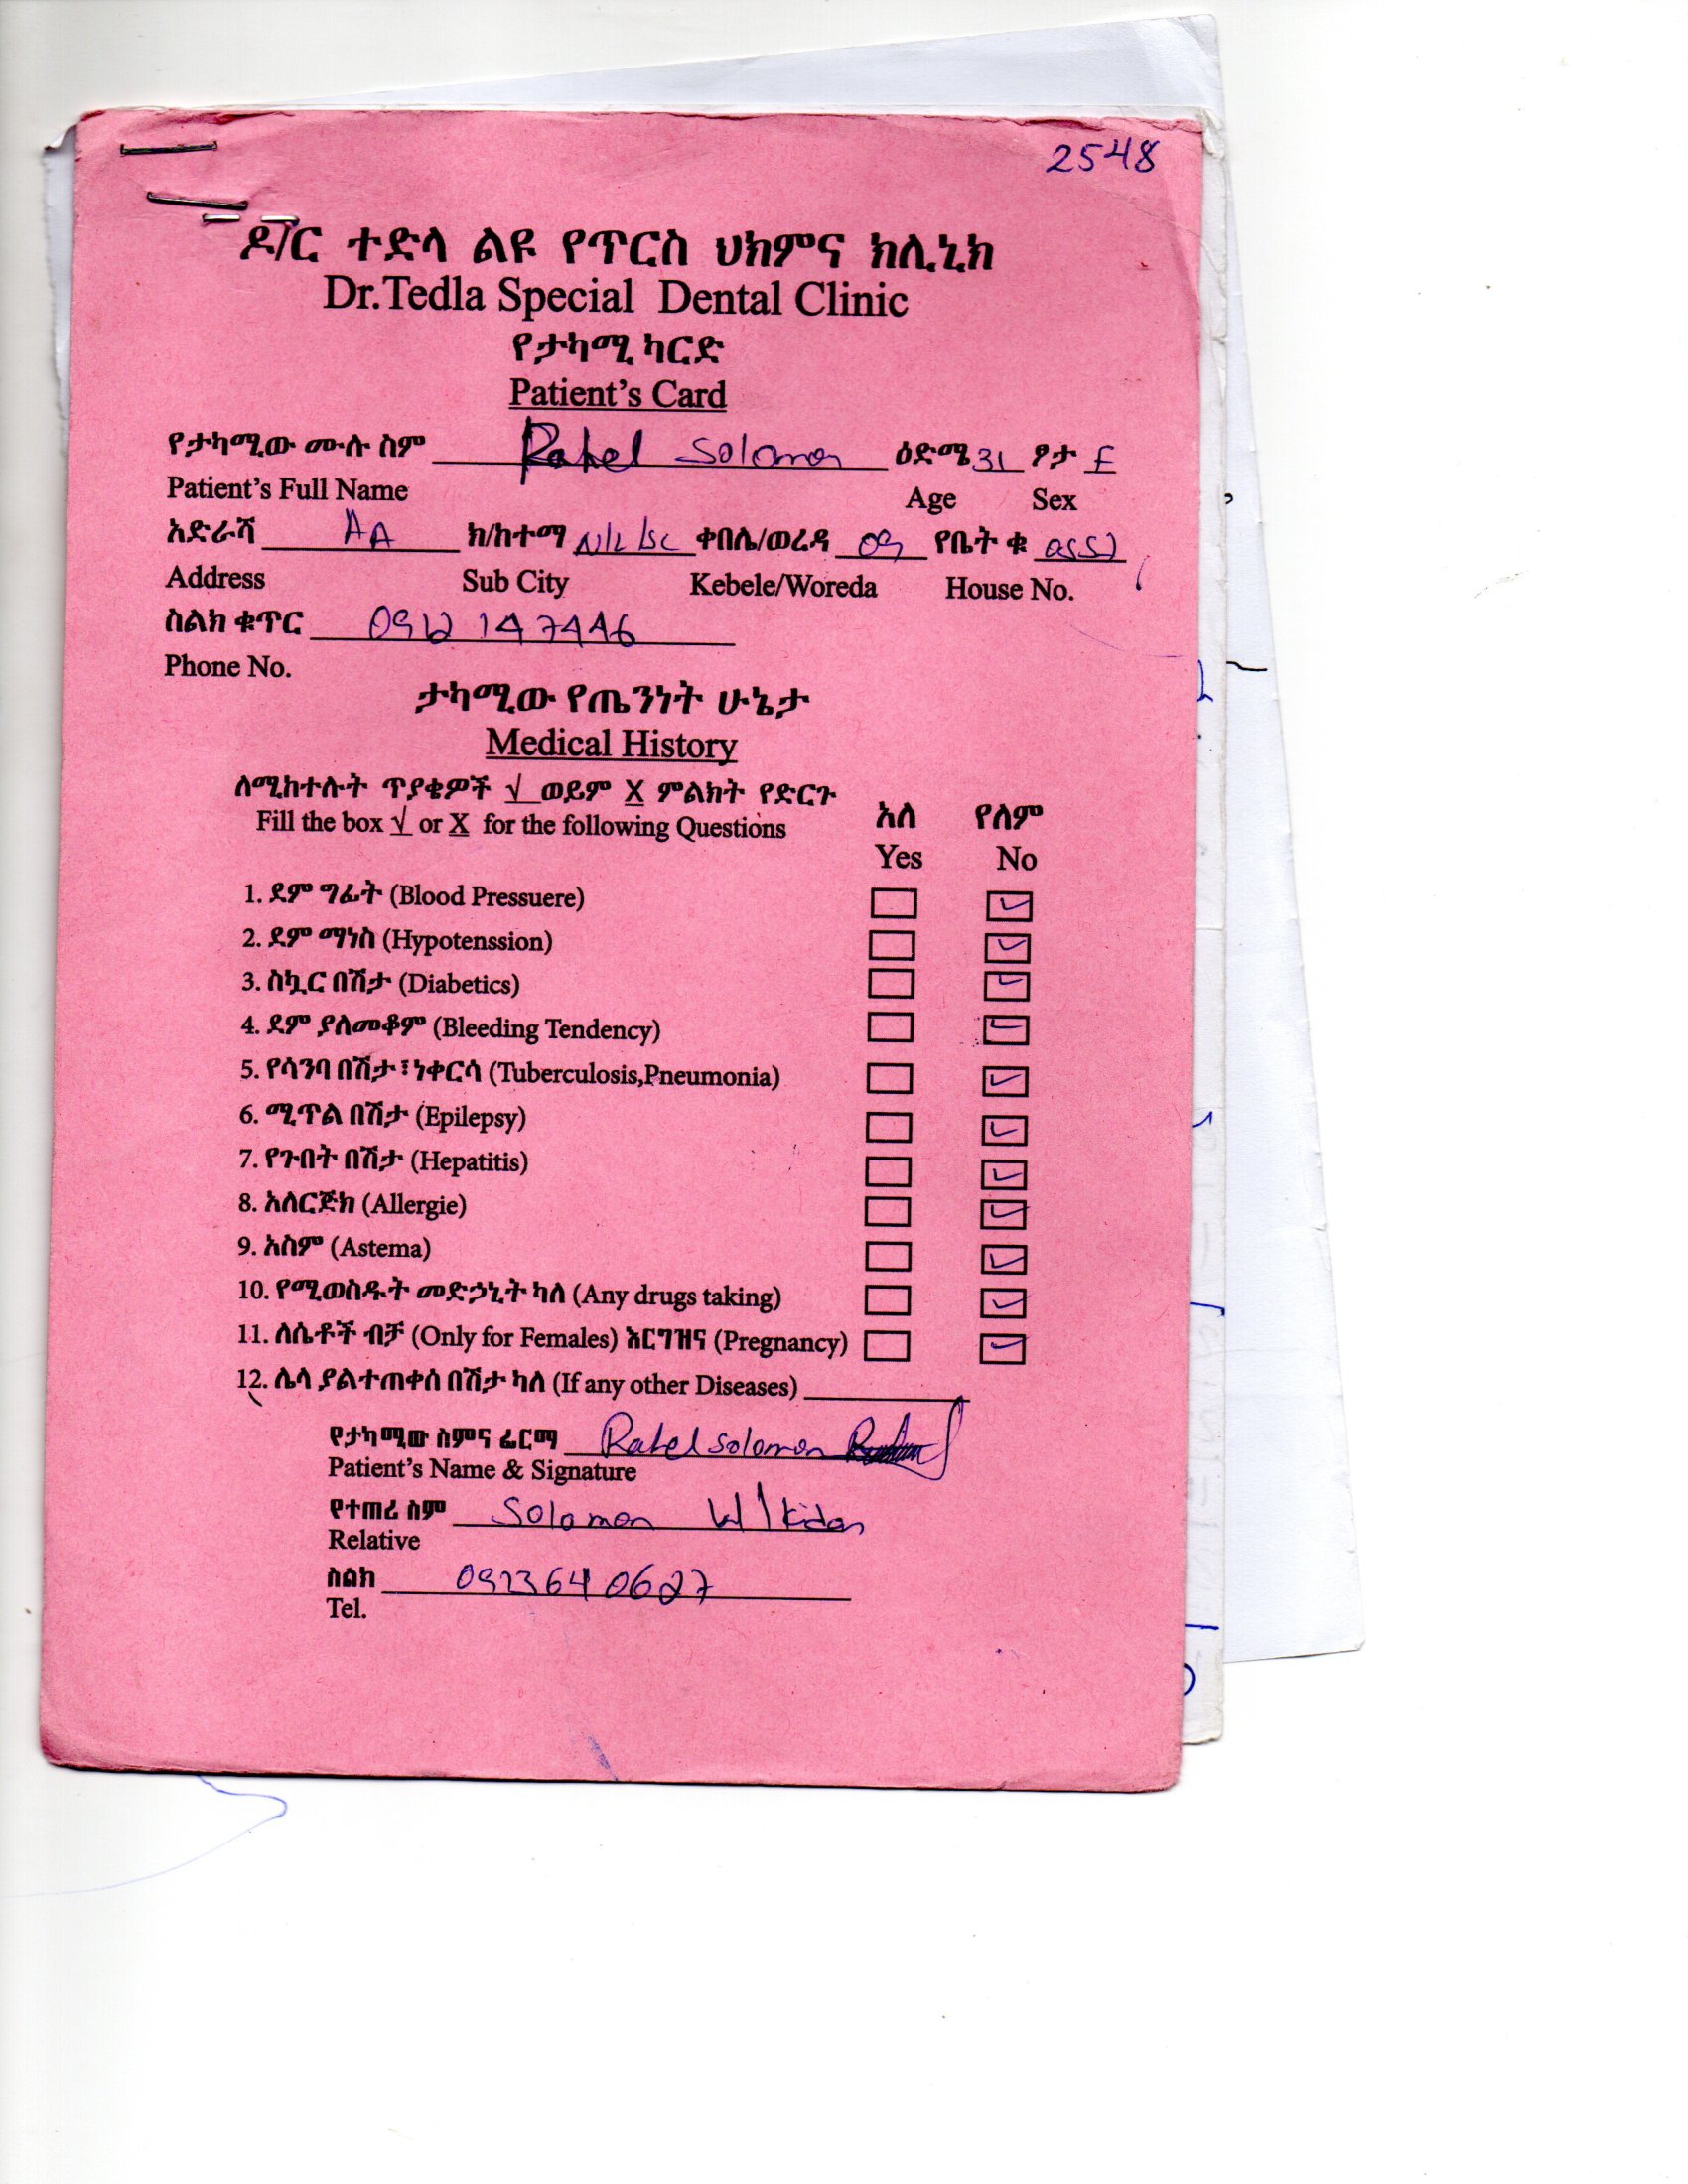 2548
ዶ/ር ተድላ ልዩ የጥርስ ህክምና ክሊኒክ
Dr.Tedla Special Dental Clinic
የታካሚ ካርድ
Patient's Card
የታካሚው ሙሉ ስም Rahel Solomon ዕድሜ 31 ፆታ F
Patient's Full Name Age Sex
አድራሻ AA ክ/ከተማ N/L/SC ቀበሌ/ወረዳ 09 የቤት ቁ
Address Sub City Kebele/Woreda House No.
ስልክ ቁጥር 0912 147446
Phone No.
ታካሚው የጤንነት ሁኔታ
Medical History
ለሚከተሉት ጥያቄዎች √ ወይም X ምልክት የድርጉ
Fill the box √ or X for the following Questions
አለ የለም
Yes No
1. ደም ግፊት (Blood Pressuere) ✓
2. ደም ማነስ (Hypotenssion) ✓
3. ስኳር በሽታ (Diabetics) ✓
4. ደም ያለመቆም (Bleeding Tendency) ✓
5. የሳንባ በሽታ፣ነቀርሳ (Tuberculosis,Pneumonia) ✓
6. ሚጥል በሽታ (Epilepsy) ✓
7. የጉበት በሽታ (Hepatitis) ✓
8. አለርጅክ (Allergie) ✓
9. አስም (Astema) ✓
10. የሚወስዱት መድኃኒት ካለ (Any drugs taking) ✓
11. ለሴቶች ብቻ (Only for Females) እርግዝና (Pregnancy) ✓
12. ሌላ ያልተጠቀሰ በሽታ ካለ (If any other Diseases)
የታካሚው ስምና ፊርማ Rahel Solomon
Patient's Name & Signature
የተጠሪ ስም Solomon W/kidan
Relative
ስልክ 0923640627
Tel.